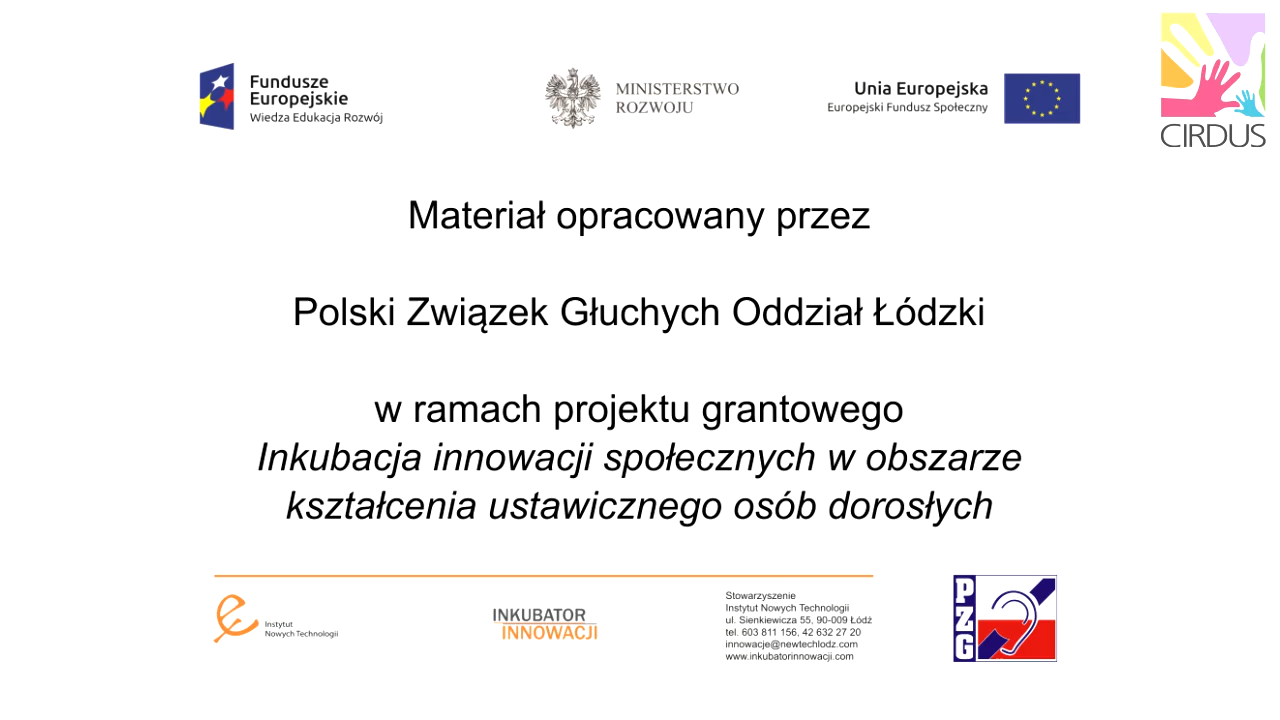 Fundusze
Europejskie
Wiedza Edukacja Rozwój
MINISTERSTWO
ROZWOJU
Unia Europejska
Europejski Fundusz Społeczny
CIRDUS
Materiał opracowany przez
Polski Związek Głuchych Oddział Łódzki
w ramach projektu grantowego
Inkubacja innowacji społecznych w obszarze
kształcenia ustawicznego osób dorosłych
Instytut
Nowych Technologii
INKUBATOR
INNOWACJI
Stowarzyszenie
Instytut Nowych Technologii
ul. Sienkiewicza 55, 90-009 Łódź
tel. 603 811 156, 42 632 27 20
innowacje@newtechlodz.com
www.inkubatorinnowacji.com
PZG